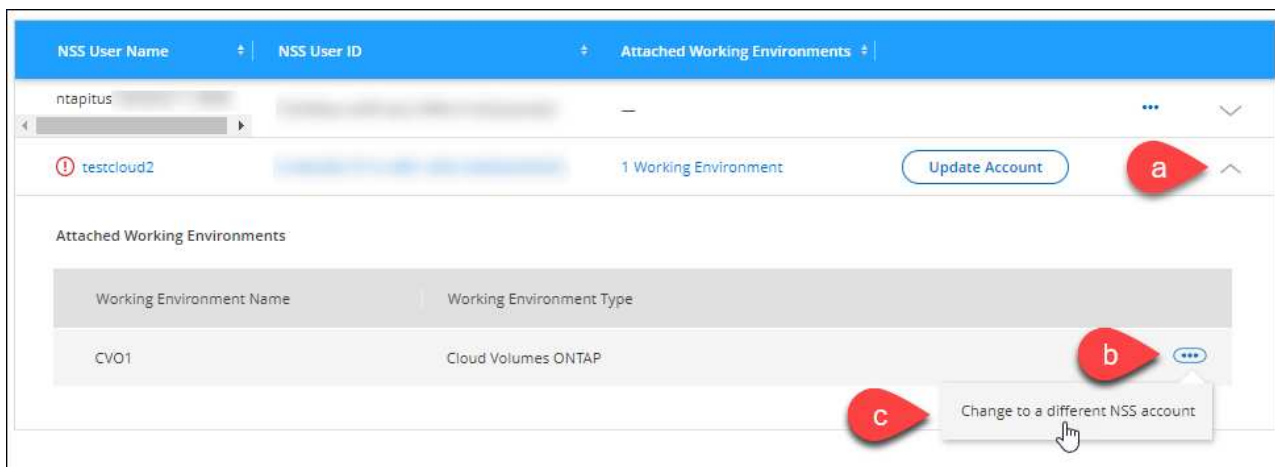 NSS User Name NSS User ID Attached Working Environments
ntapitus —
testcloud2 1 Working Environment Update Account a
Attached Working Environments
Working Environment Name Working Environment Type
CVO1 Cloud Volumes ONTAP b
c Change to a different NSS account